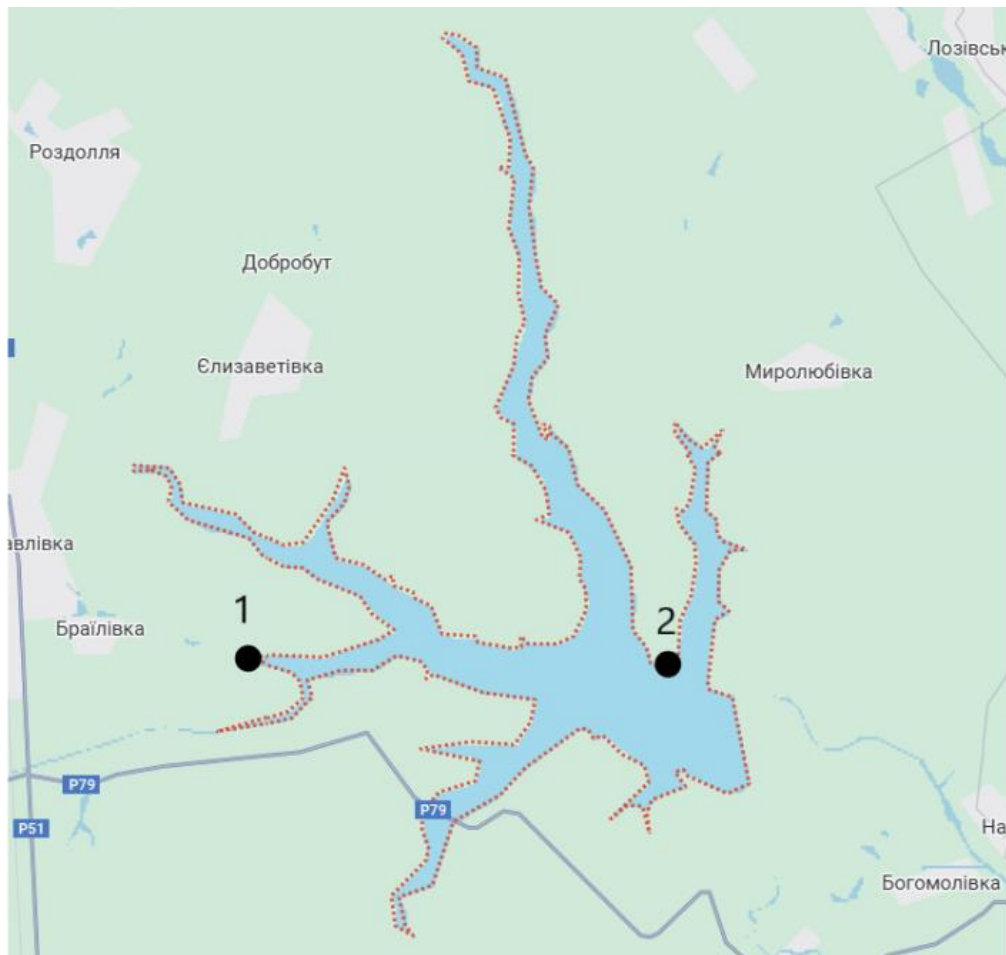 Лозівськ
Роздолля
Добробут
Єлизаветівка
Миролюбівка
авлівка
1
2
Браїлівка
Р79
Р79
Р51
На
Богомолівка